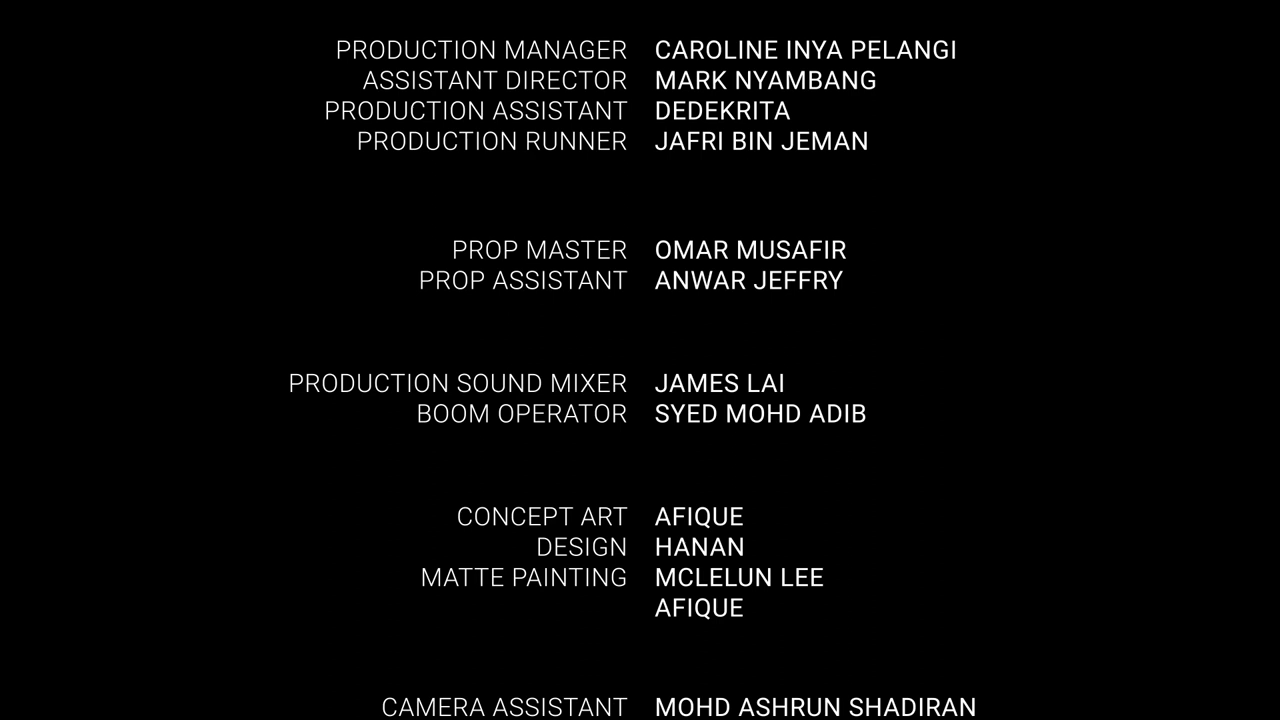 PRODUCTION MANAGER CAROLINE INYA PELANGI
ASSISTANT DIRECTOR MARK NYAMBANG
PRODUCTION ASSISTANT DEDEKRITA
PRODUCTION RUNNER JAFRI BIN JEMAN
PROP MASTER OMAR MUSAFIR
PROP ASSISTANT ANWAR JEFFRY
PRODUCTION SOUND MIXER JAMES LAI
BOOM OPERATOR SYED MOHD ADIB
CONCEPT ART AFIQUE
DESIGN HANAN
MATTE PAINTING MCLELUN LEE
AFIQUE
CAMERA ASSISTANT MOHD ASHRUN SHADIRAN